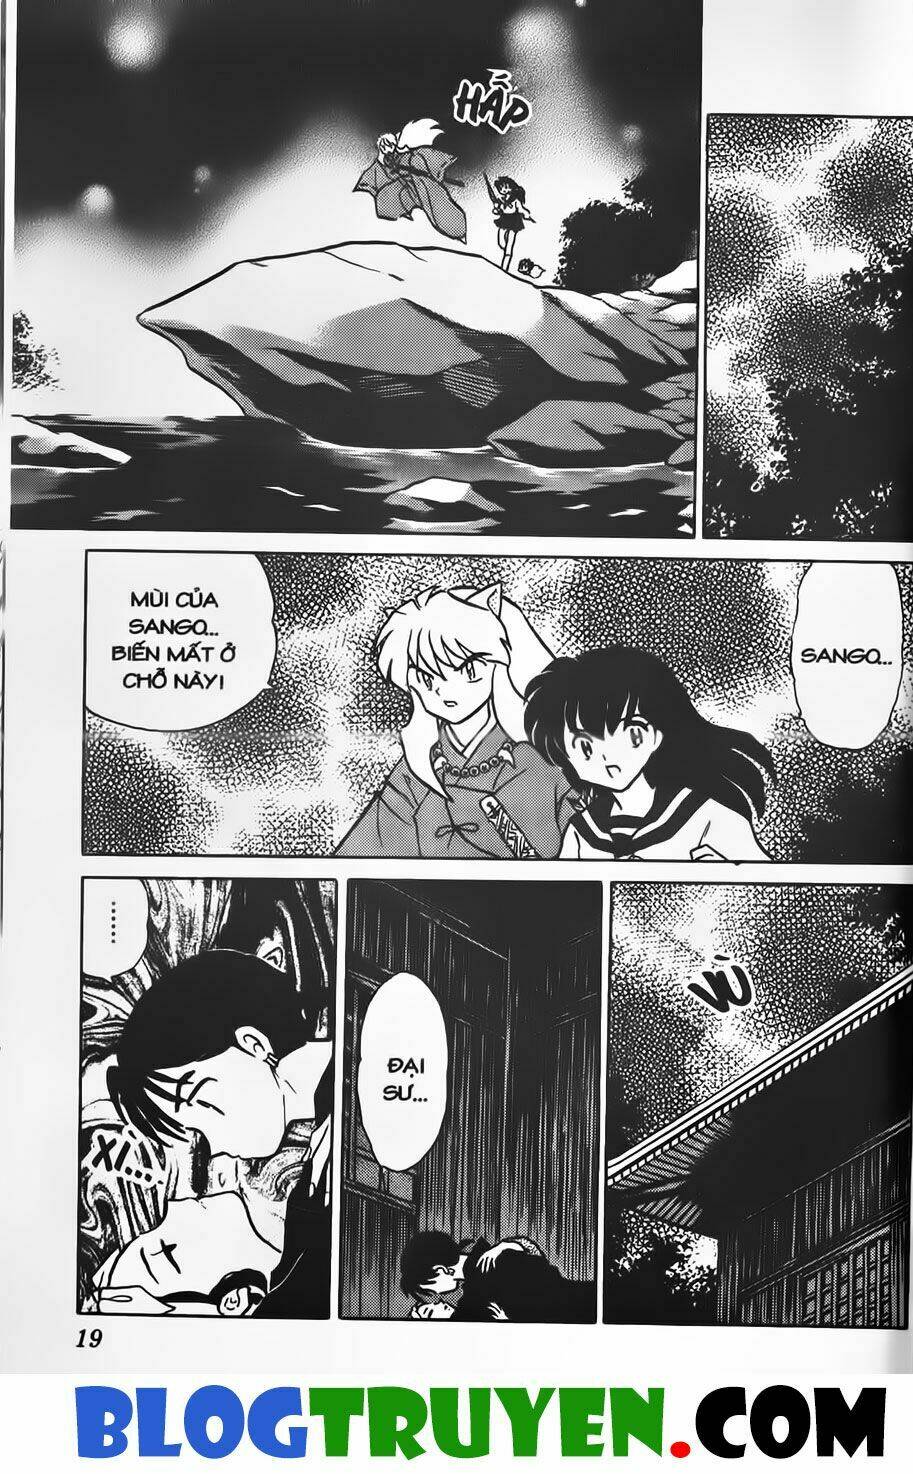 HẤP
SANGO...
MÙI CỦA
SANGO...
BIẾN MẤT Ở
CHỖ NÀY!
VÙ
ĐẠI
SƯ...
........
XÌ....
19
BLOGTRUYEN.COM